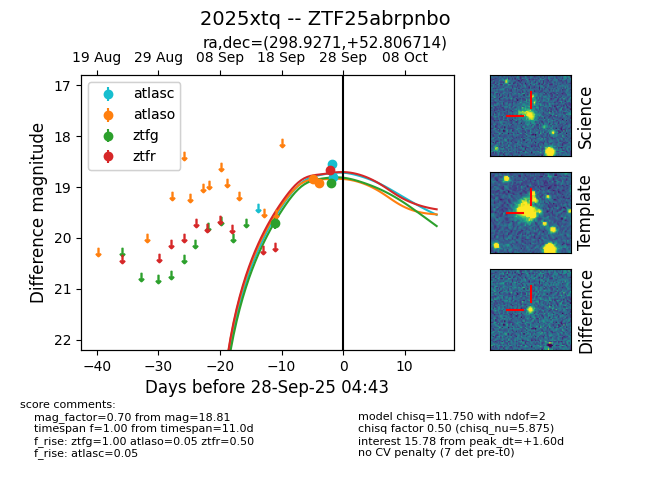 2025xtq -- ZTF25abrpnbo
ra,dec=(298.9271,+52.806714)
19 Aug 29 Aug 08 Sep 18 Sep 28 Sep 08 Oct
17
18
19
20
21
22
Difference magnitude
atlasc
atlaso
ztfg
ztfr
−40 −30 −20 −10 0 10
Days before 28-Sep-25 04:43
Science
Template
Difference
score comments:
mag_factor=0.70 from mag=18.81
timespan f=1.00 from timespan=11.0d
f_rise: ztfg=1.00 atlaso=0.05 ztfr=0.50
f_rise: atlasc=0.05
model chisq=11.750 with ndof=2
chisq factor 0.50 (chisq_nu=5.875)
interest 15.78 from peak_dt=+1.60d
no CV penalty (7 det pre-t0)